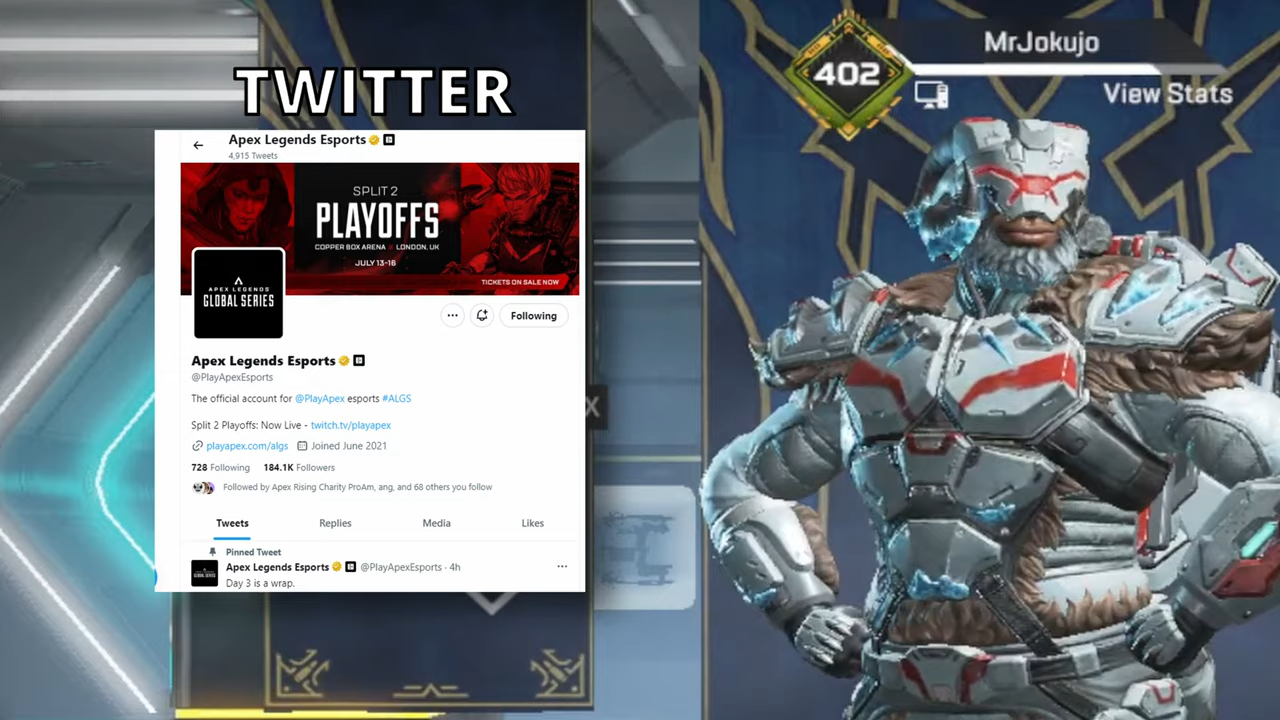 TWITTER
Apex Legends Esports
4,915 Tweets
SPLIT 2
PLAYOFFS
COPPER BOX ARENA LONDON, UK
JULY 13-16
TICKETS ON SALE NOW
APEX LEGENDS
GLOBAL SERIES
Following
Apex Legends Esports
@PlayApexEsports
The official account for @PlayApex esports #ALGS
Split 2 Playoffs: Now Live - twitch.tv/playapex
playapex.com/algs Joined June 2021
728 Following 184.1K Followers
Followed by Apex Rising Charity ProAm, ang, and 68 others you follow
Tweets Replies Media Likes
Pinned Tweet
Apex Legends Esports @PlayApexEsports · 4h
Day 3 is a wrap.
X
402
MrJokujo
View Stats